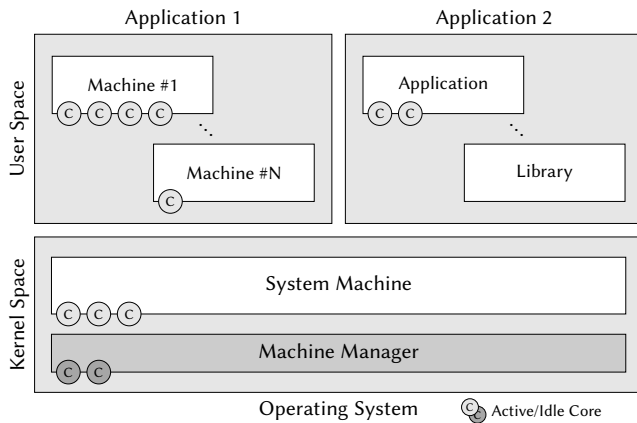 Application 1
Application 2
User Space
Machine #1
C C C C
Machine #N
C
Application
C C
Library
Kernel Space
System Machine
C C C
Machine Manager
C C
Operating System
C C Active/Idle Core